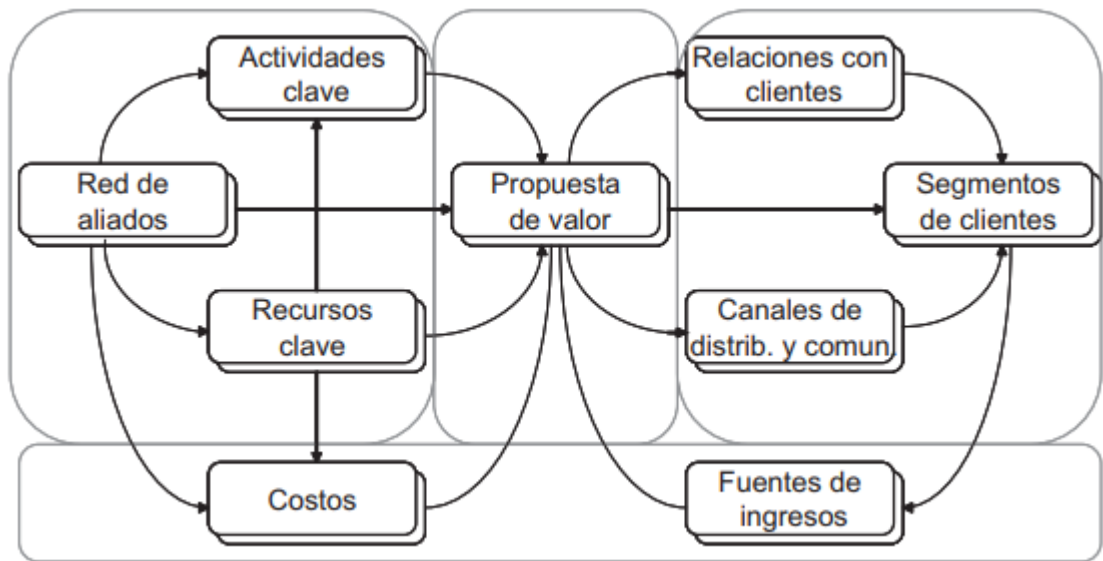 Actividades
clave
Relaciones con
clientes
Red de
aliados
Propuesta
de valor
Segmentos
de clientes
Recursos
clave
Canales de
distrib. y comun.
Costos
Fuentes de
ingresos